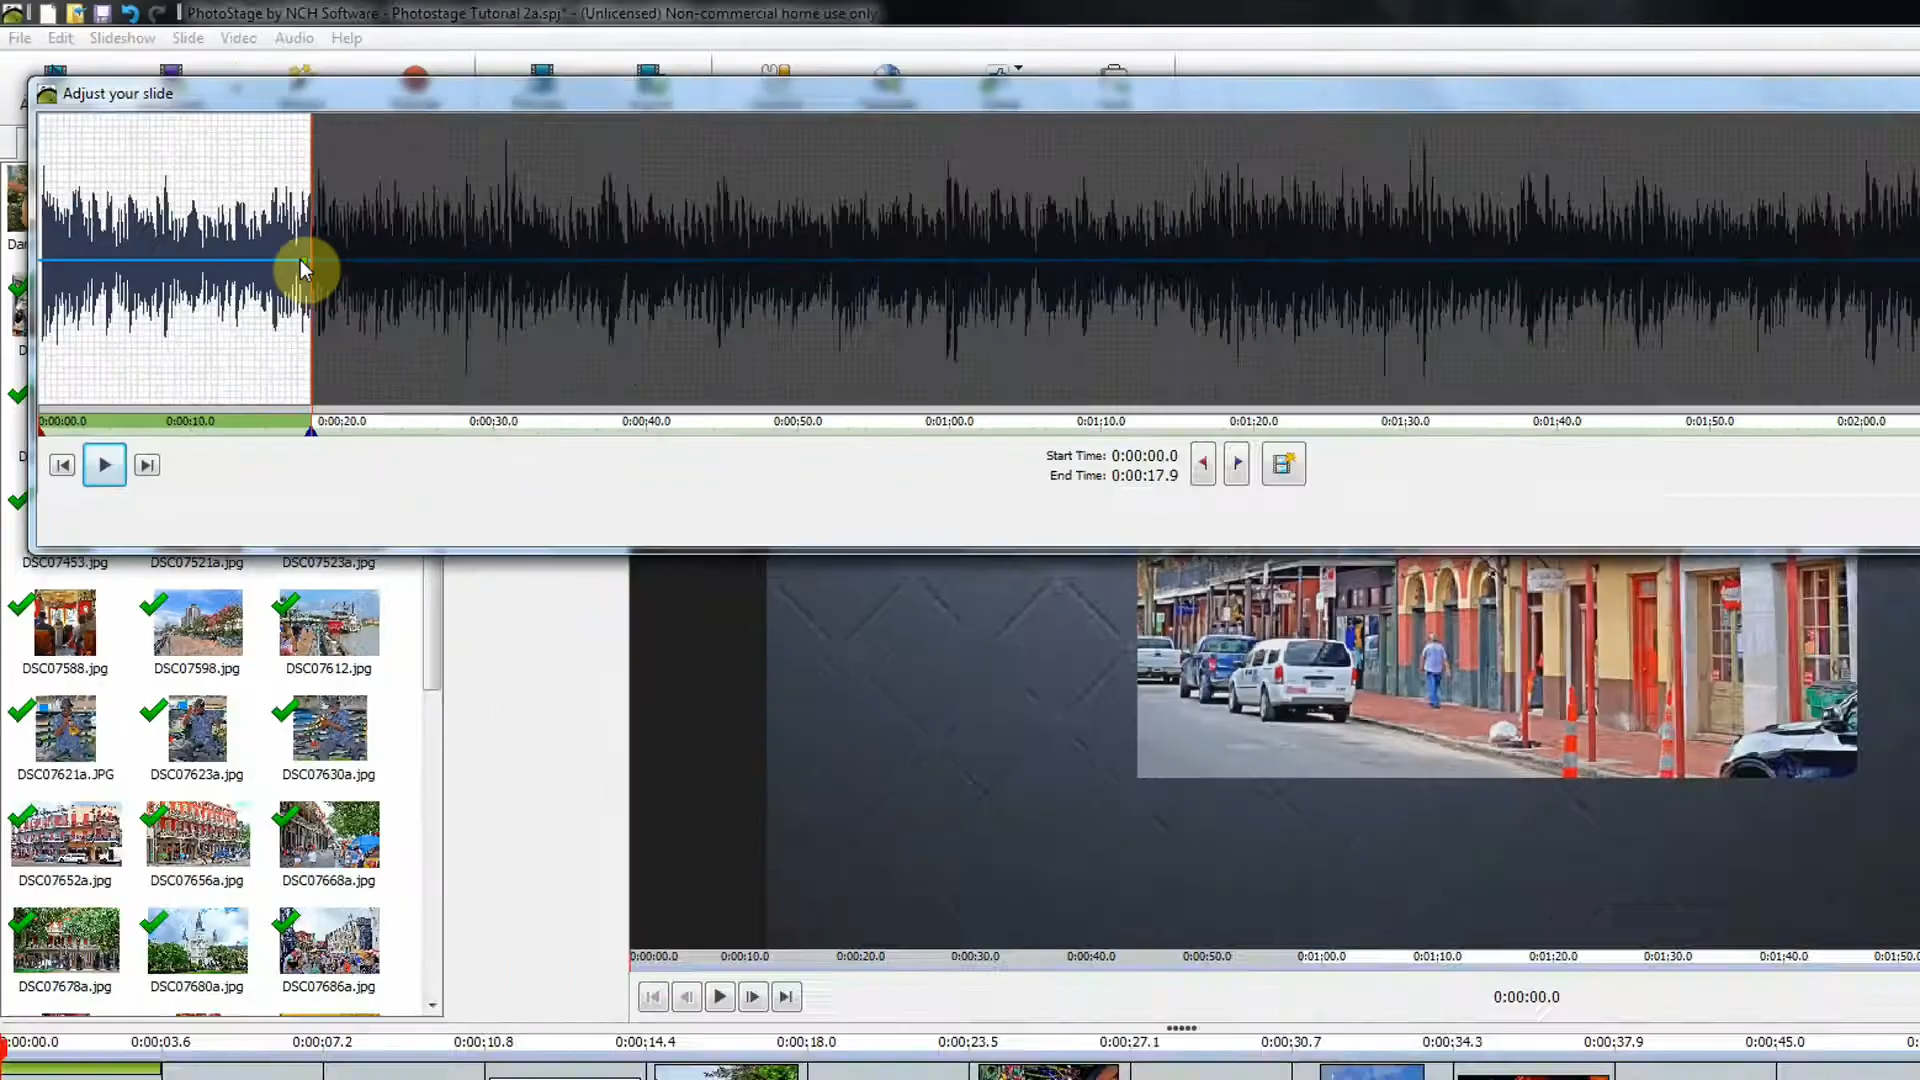 PhotoStage by NCH Software - Photostage Tutorial 2a.spj* - (Unlicensed) Non-commercial home use only
File Edit Slideshow Slide Video Audio Help
Adjust your slide
0:00:00.0 0:00;10.0 0:00;20.0 0:00;30.0 0:00;40.0 0:00;50.0 0:01;00.0 0:01;10.0 0:01;20.0 0:01;30.0 0:01;40.0 0:01;50.0 0:02;00.0
Start Time: 0:00:00.0
End Time: 0:00:17.9
DSC07453.jpg DSC07521a.jpg DSC07523a.jpg
DSC07588.jpg DSC07598.jpg DSC07612.jpg
DSC07621a.JPG DSC07623a.jpg DSC07630a.jpg
DSC07652a.jpg DSC07656a.jpg DSC07668a.jpg
DSC07678a.jpg DSC07680a.jpg DSC07686a.jpg
0:00:00.0 0:00;10.0 0:00;20.0 0:00;30.0 0:00;40.0 0:00;50.0 0:01;00.0 0:01;10.0 0:01;20.0 0:01;30.0 0:01;40.0 0:01;50.0
0:00:00.0
:00:00.0 0:00;03.6 0:00;07.2 0:00;10.8 0:00;14.4 0:00;18.0 0:00;23.5 0:00;27.1 0:00;30.7 0:00;34.3 0:00;37.9 0:00;45.0